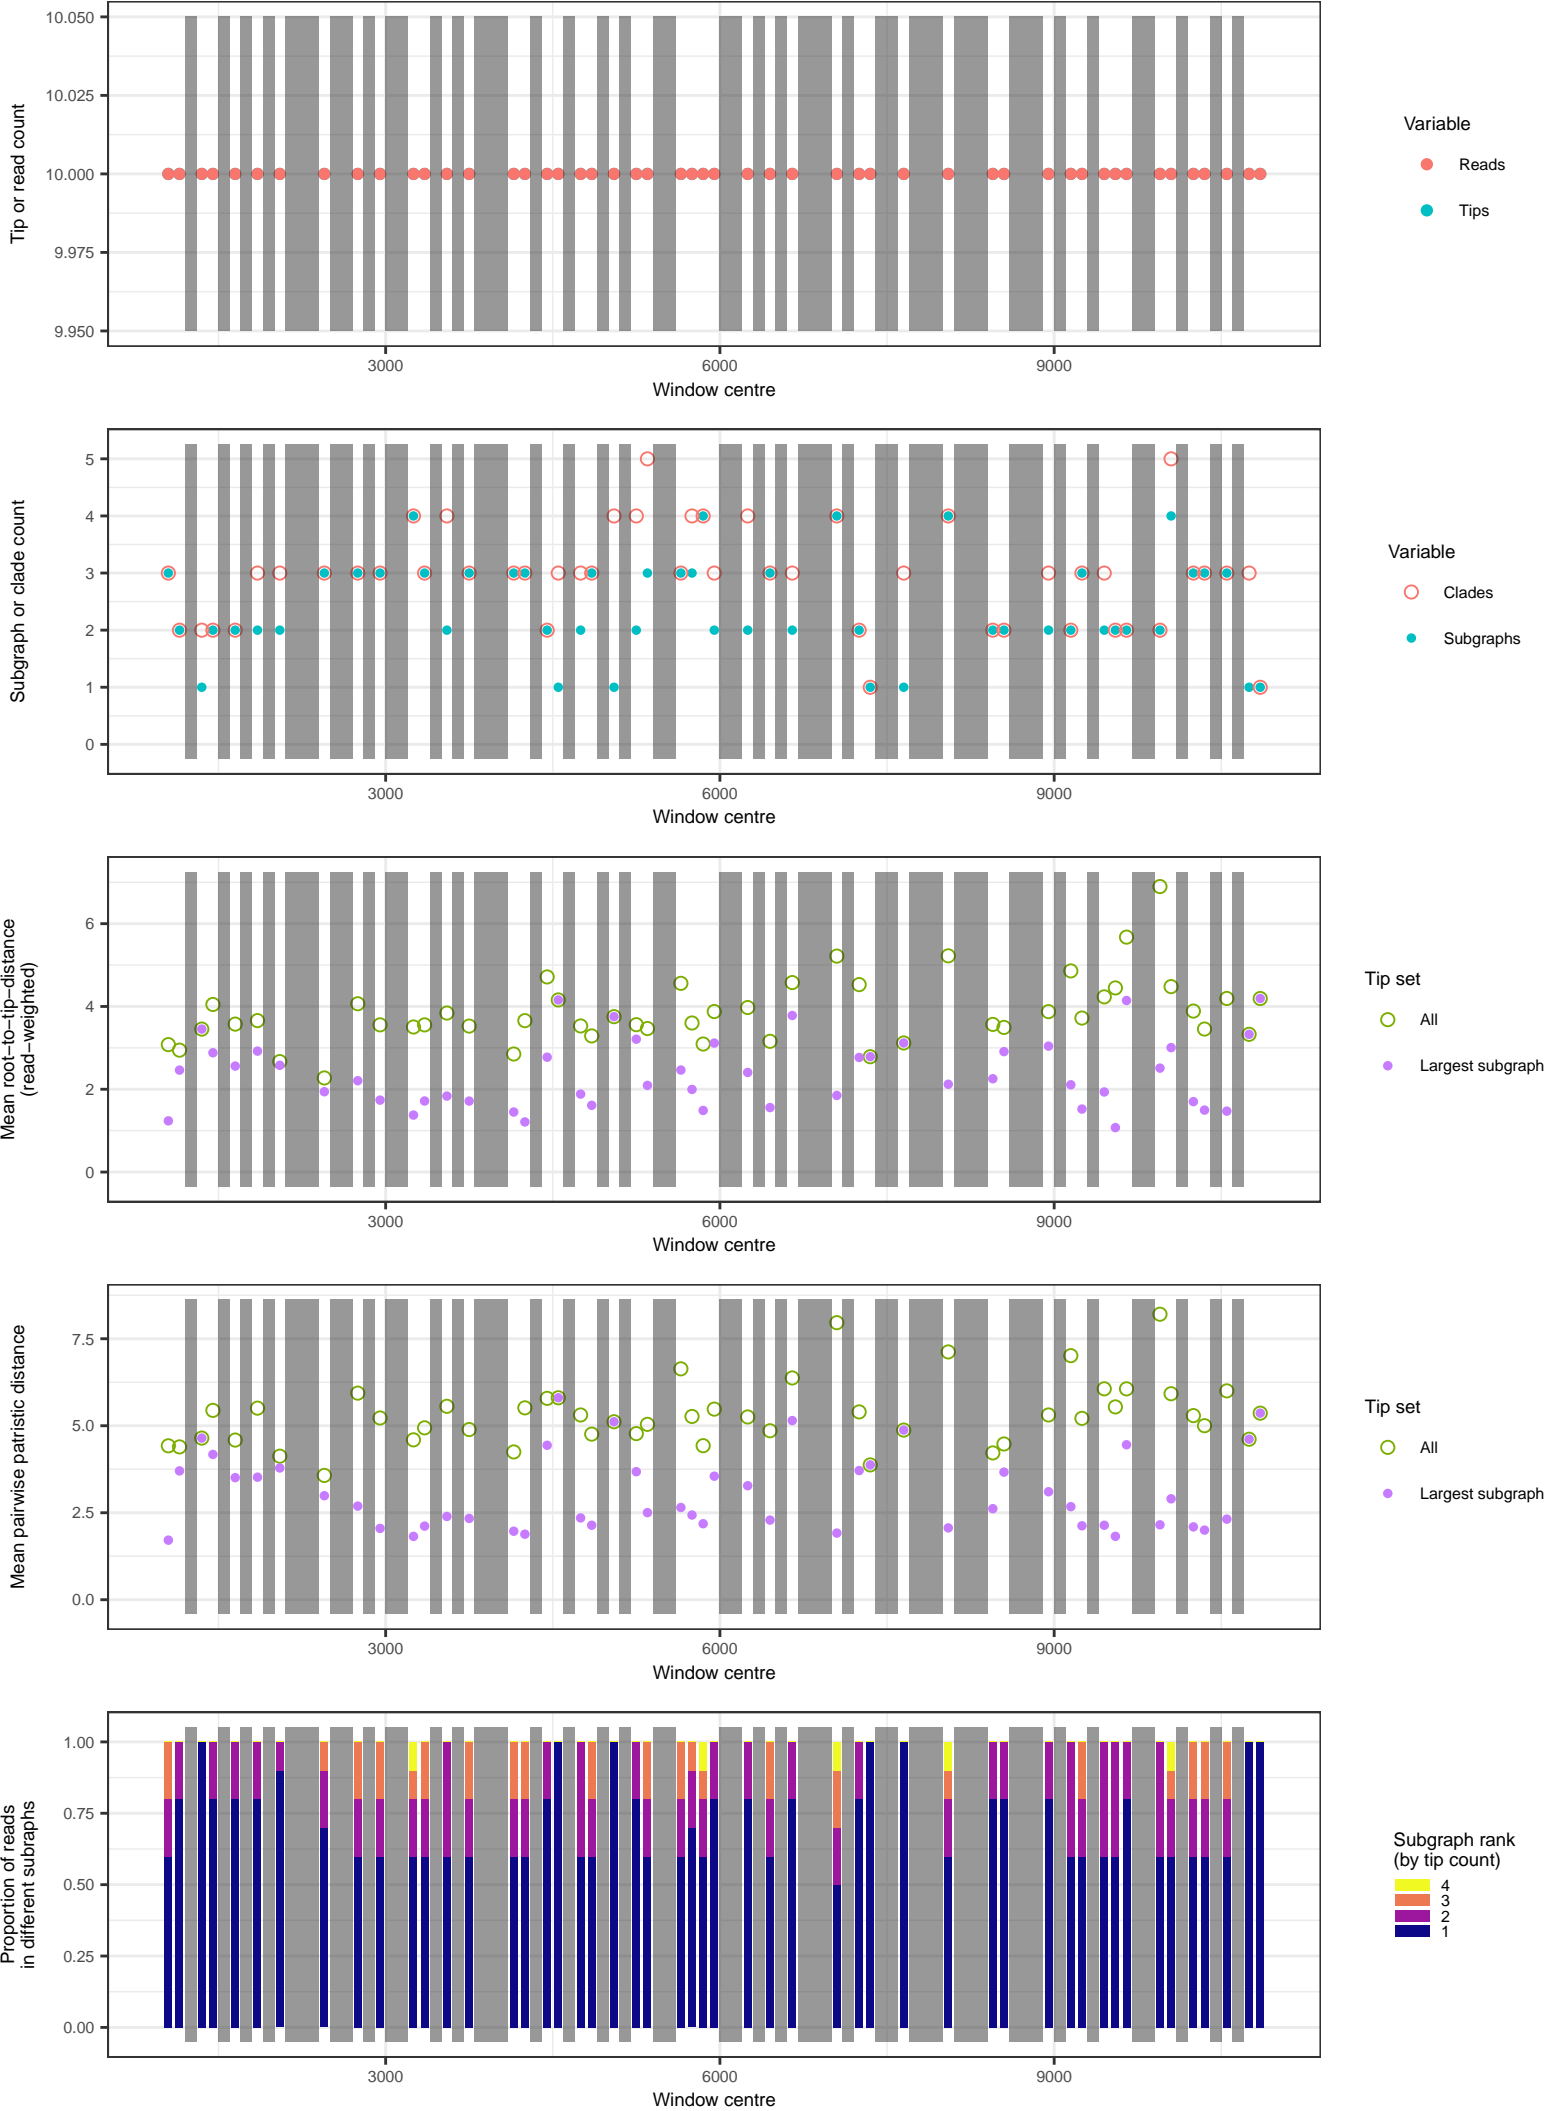 10.050
10.025
10.000
9.975
9.950
Tip or read count
3000
6000
9000
Window centre
Variable
Reads
Tips
5
4
3
2
1
0
Subgraph or clade count
3000
6000
9000
Window centre
Variable
Clades
Subgraphs
6
4
2
0
Mean root−to−tip−distance
(read−weighted)
3000
6000
9000
Window centre
Tip set
All
Largest subgraph
7.5
5.0
2.5
0.0
Mean pairwise patristic distance
3000
6000
9000
Window centre
Tip set
All
Largest subgraph
1.00
0.75
0.50
0.25
0.00
Proportion of reads
in different subraphs
3000
6000
9000
Window centre
Subgraph rank
(by tip count)
4
3
2
1